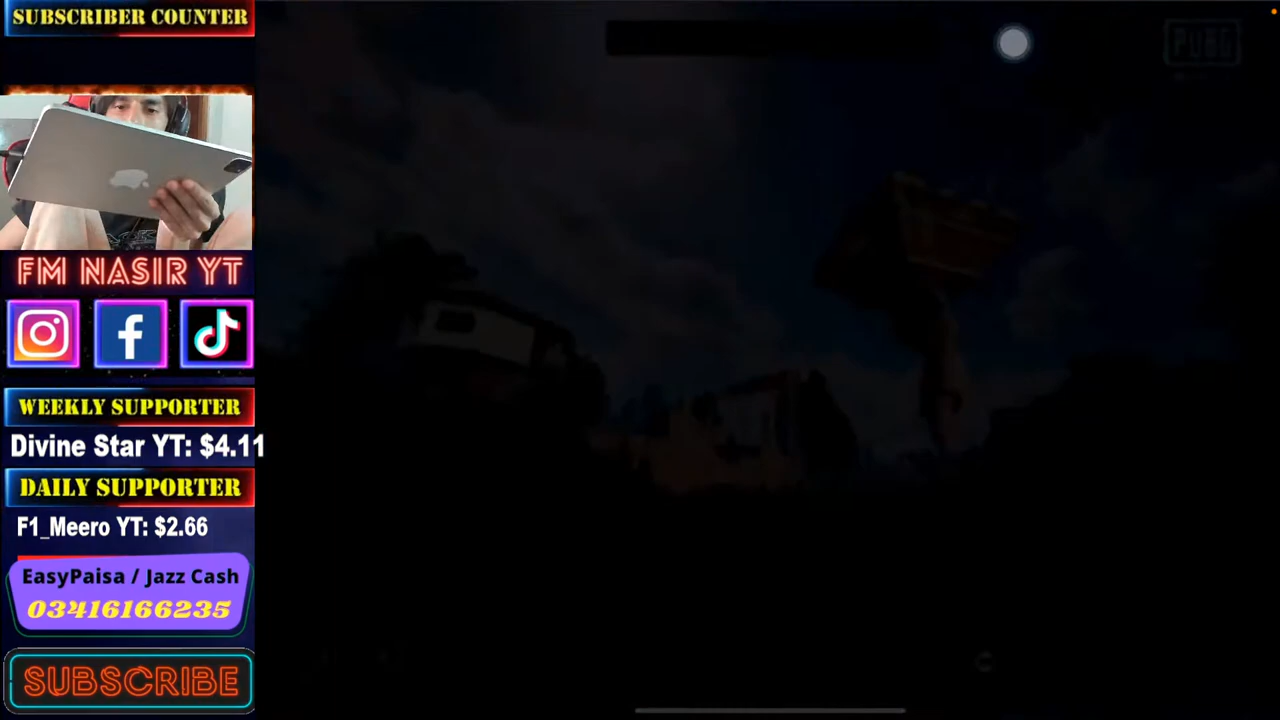 SUBSCRIBER COUNTER
FM NASIR YT
WEEKLY SUPPORTER
Divine Star YT: $4.11
DAILY SUPPORTER
F1_Meero YT: $2.66
EasyPaisa / Jazz Cash
03416166235
SUBSCRIBE
PUBG